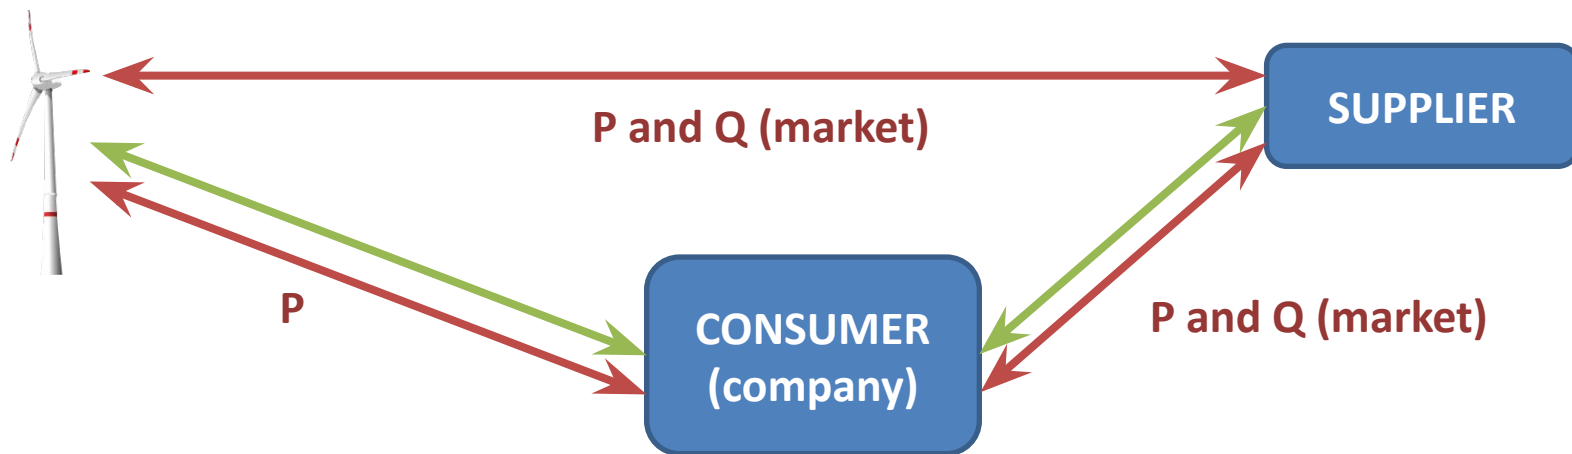 SUPPLIER
P and Q (market)
P
CONSUMER
(company)
P and Q (market)